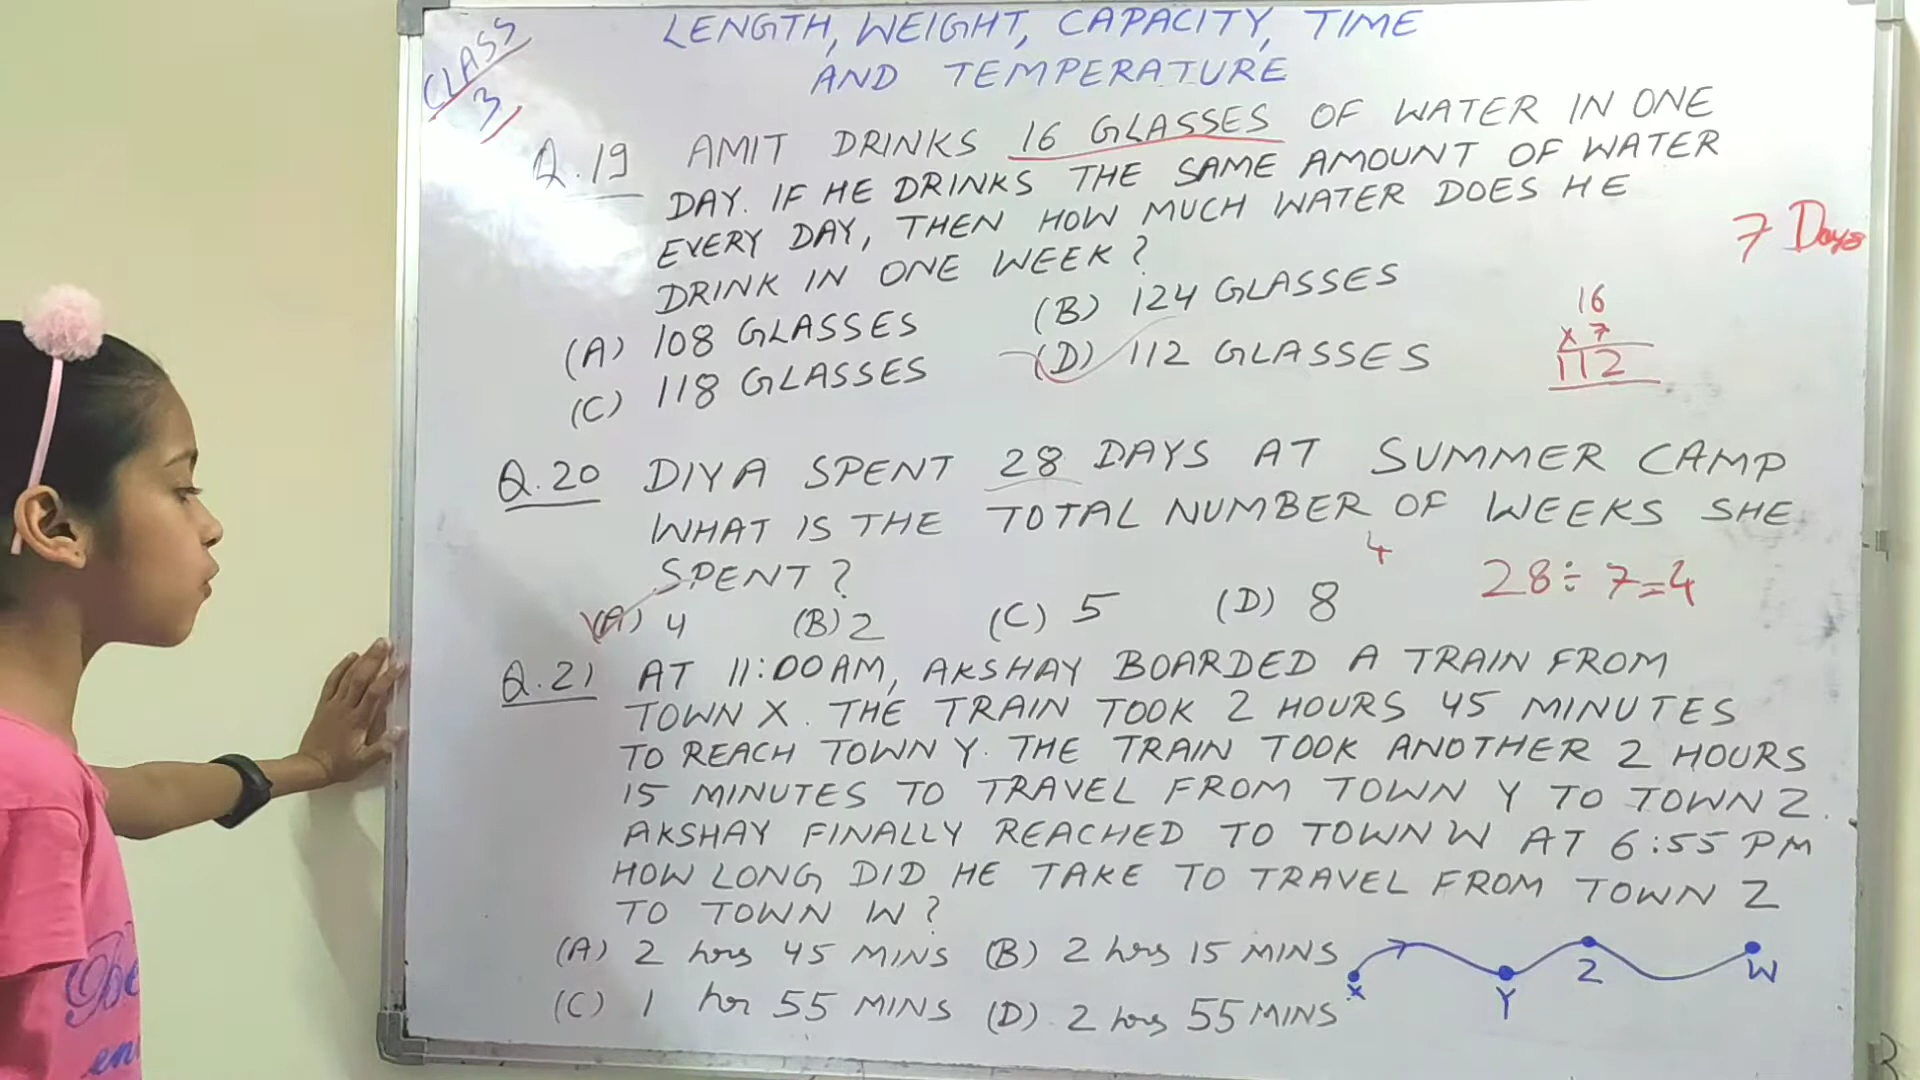 CLASS
3
LENGTH, WEIGHT, CAPACITY, TIME
AND TEMPERATURE
Q.19 AMIT DRINKS 16 GLASSES OF WATER IN ONE
DAY. IF HE DRINKS THE SAME AMOUNT OF WATER
EVERY DAY, THEN HOW MUCH WATER DOES HE
DRINK IN ONE WEEK?
7 Days
(A) 108 GLASSES (B) 124 GLASSES
(C) 118 GLASSES (D) 112 GLASSES
16
x 7
112
Q.20 DIYA SPENT 28 DAYS AT SUMMER CAMP
WHAT IS THE TOTAL NUMBER OF WEEKS SHE
SPENT?
4
28÷7=4
(A) 4 (B) 2 (C) 5 (D) 8
Q.21 AT 11:00AM, AKSHAY BOARDED A TRAIN FROM
TOWN X. THE TRAIN TOOK 2 HOURS 45 MINUTES
TO REACH TOWN Y. THE TRAIN TOOK ANOTHER 2 HOURS
15 MINUTES TO TRAVEL FROM TOWN Y TO TOWN Z.
AKSHAY FINALLY REACHED TO TOWN W AT 6:55 PM
HOW LONG DID HE TAKE TO TRAVEL FROM TOWN Z
TO TOWN W?
(A) 2 hrs 45 MINS (B) 2 hrs 15 MINS
(C) 1 hr 55 MINS (D) 2 hrs 55 MINS
X Y Z W
Be